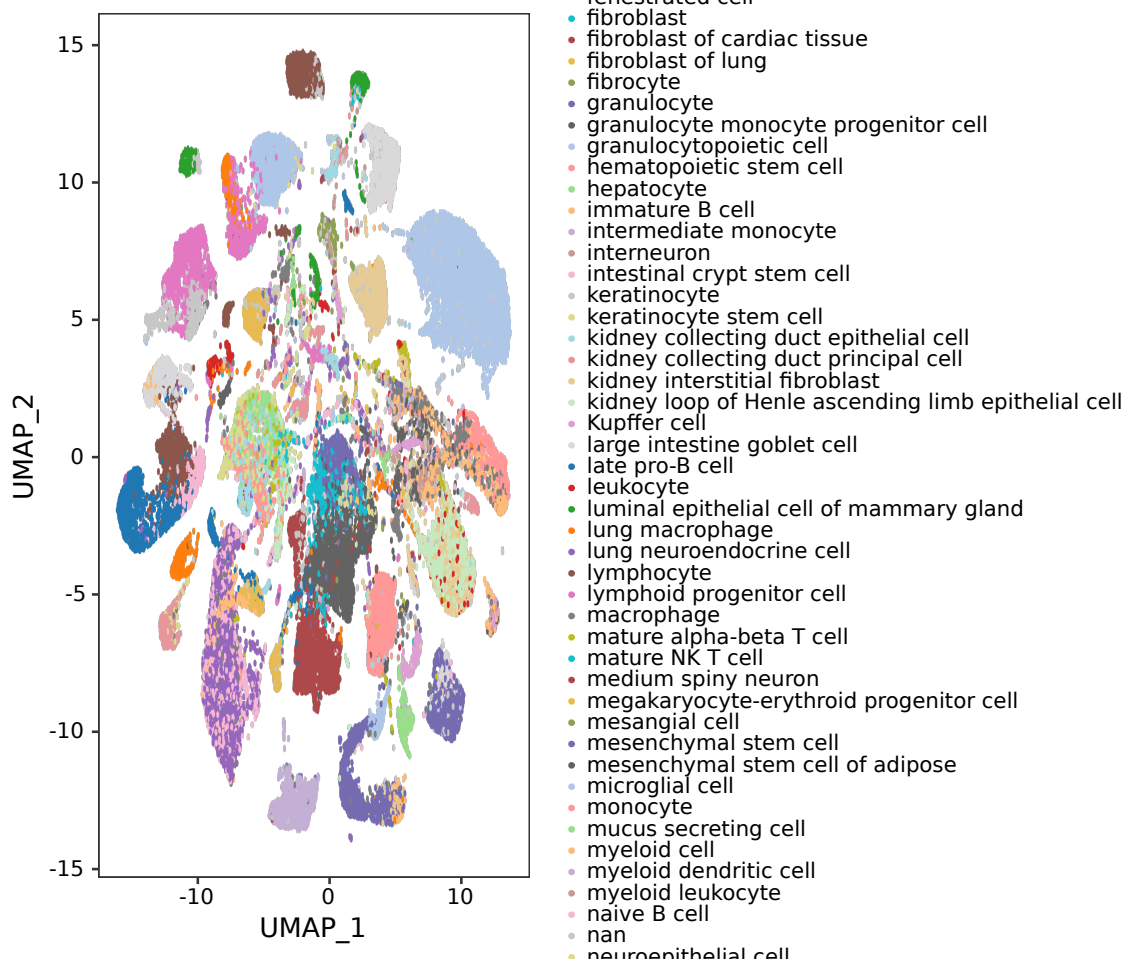 fenestrated cell
15
10
5
0
-5
-10
-15
-10
0
10
UMAP_1
UMAP_2
fibroblast
fibroblast of cardiac tissue
fibroblast of lung
fibrocyte
granulocyte
granulocyte monocyte progenitor cell
granulocytopoietic cell
hematopoietic stem cell
hepatocyte
immature B cell
intermediate monocyte
interneuron
intestinal crypt stem cell
keratinocyte
keratinocyte stem cell
kidney collecting duct epithelial cell
kidney collecting duct principal cell
kidney interstitial fibroblast
kidney loop of Henle ascending limb epithelial cell
Kupffer cell
large intestine goblet cell
late pro-B cell
leukocyte
luminal epithelial cell of mammary gland
lung macrophage
lung neuroendocrine cell
lymphocyte
lymphoid progenitor cell
macrophage
mature alpha-beta T cell
mature NK T cell
medium spiny neuron
megakaryocyte-erythroid progenitor cell
mesangial cell
mesenchymal stem cell
mesenchymal stem cell of adipose
microglial cell
monocyte
mucus secreting cell
myeloid cell
myeloid dendritic cell
myeloid leukocyte
naive B cell
nan
neuroepithelial cell